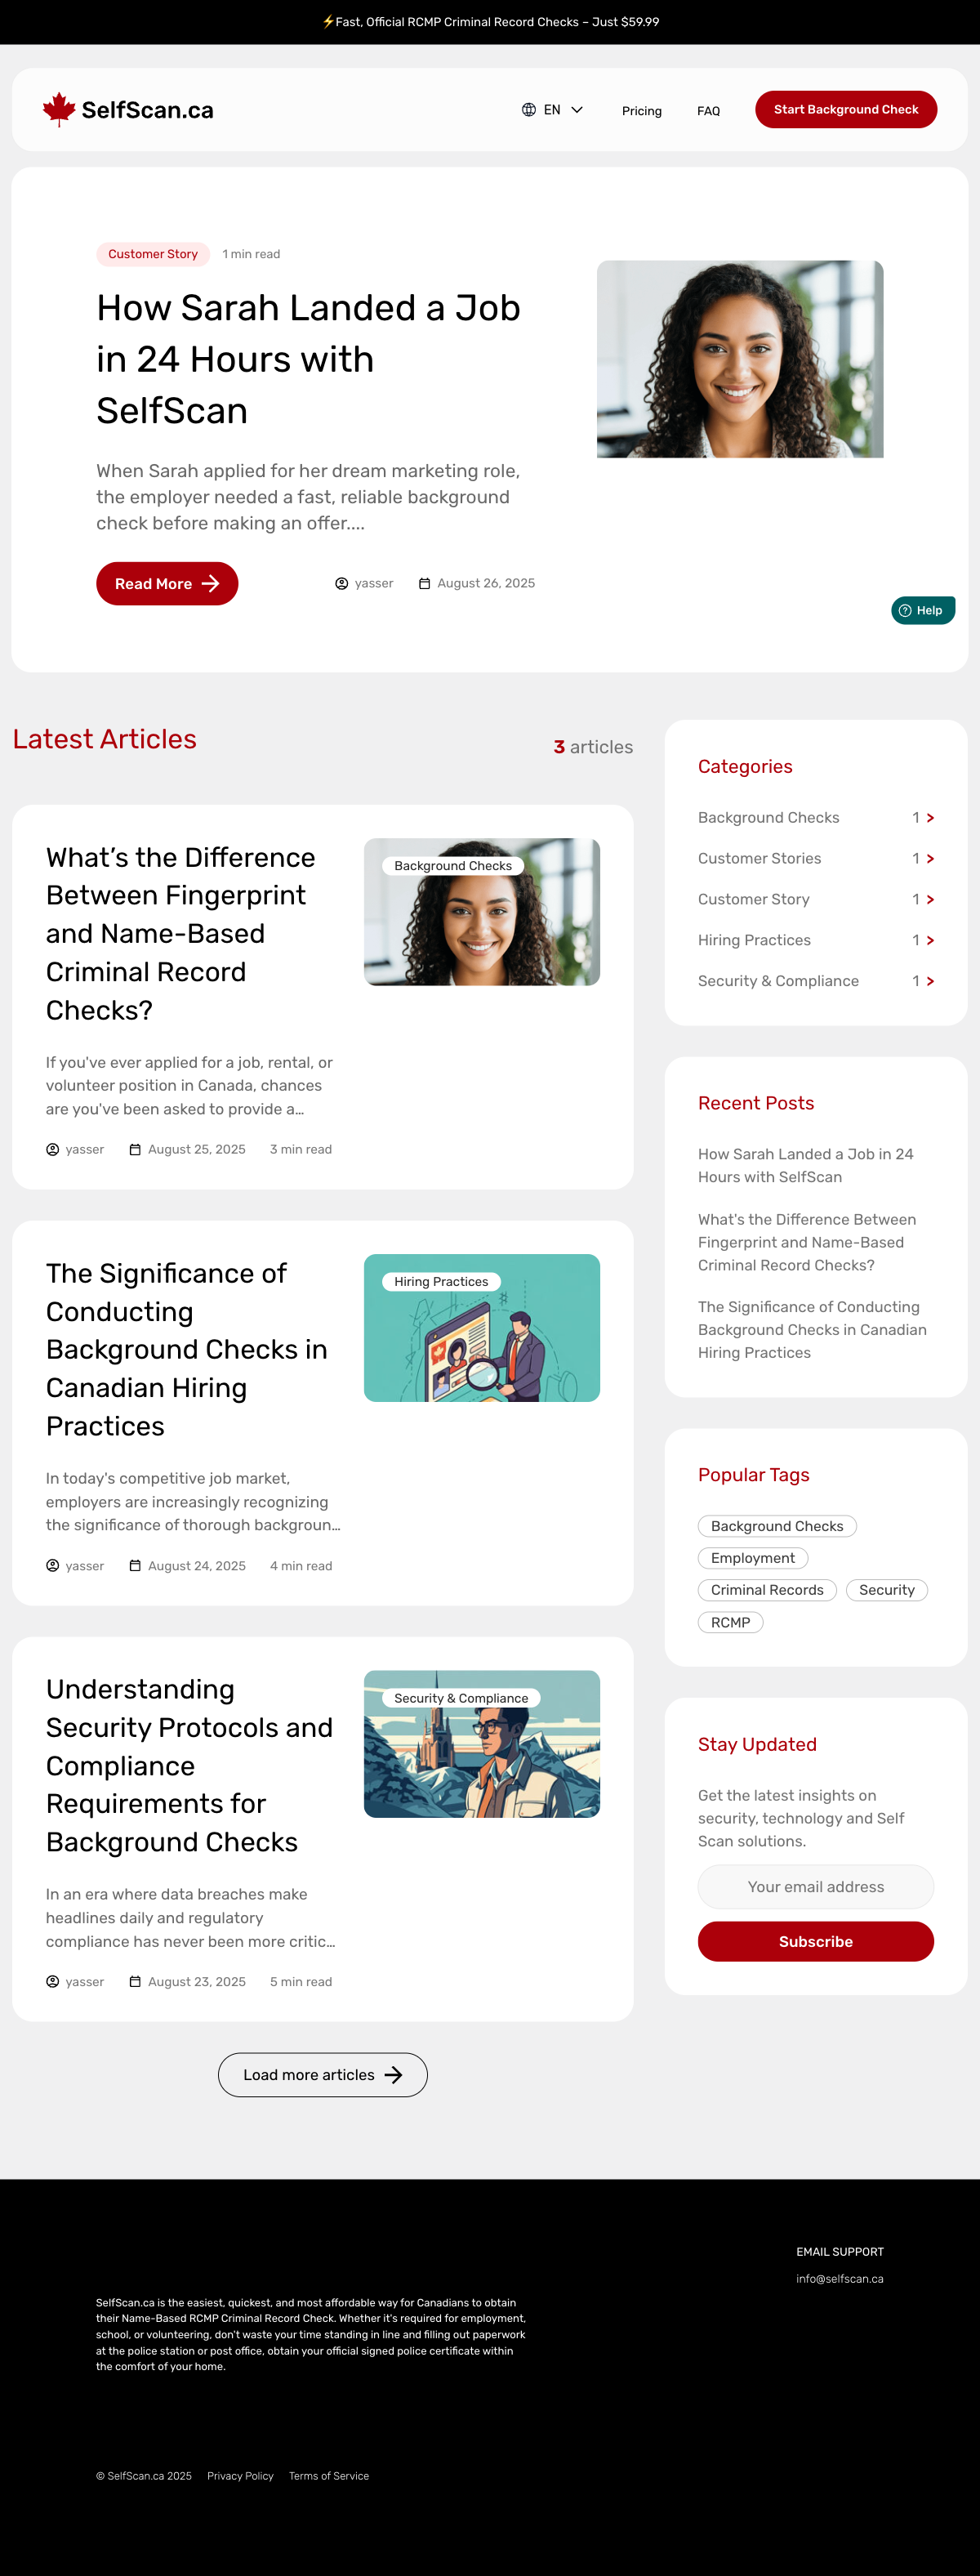 ⚡Fast, Official RCMP Criminal Record Checks – Just $59.99
SelfScan.ca
EN
Pricing
FAQ
Start Background Check
Customer Story
1 min read
How Sarah Landed a Job
in 24 Hours with
SelfScan
When Sarah applied for her dream marketing role,
the employer needed a fast, reliable background
check before making an offer....
Read More
yasser
August 26, 2025
Help
Latest Articles
3 articles
What’s the Difference
Between Fingerprint
and Name-Based
Criminal Record
Checks?
If you've ever applied for a job, rental, or
volunteer position in Canada, chances
are you've been asked to provide a…
yasser
August 25, 2025
3 min read
Background Checks
The Significance of
Conducting
Background Checks in
Canadian Hiring
Practices
In today's competitive job market,
employers are increasingly recognizing
the significance of thorough backgroun…
yasser
August 24, 2025
4 min read
Hiring Practices
Understanding
Security Protocols and
Compliance
Requirements for
Background Checks
In an era where data breaches make
headlines daily and regulatory
compliance has never been more critic…
yasser
August 23, 2025
5 min read
Security & Compliance
Load more articles
Categories
Background Checks 1 >
Customer Stories 1 >
Customer Story 1 >
Hiring Practices 1 >
Security & Compliance 1 >
Recent Posts
How Sarah Landed a Job in 24
Hours with SelfScan
What's the Difference Between
Fingerprint and Name-Based
Criminal Record Checks?
The Significance of Conducting
Background Checks in Canadian
Hiring Practices
Popular Tags
Background Checks
Employment
Criminal Records
Security
RCMP
Stay Updated
Get the latest insights on
security, technology and Self
Scan solutions.
Your email address
Subscribe
EMAIL SUPPORT
info@selfscan.ca
SelfScan.ca is the easiest, quickest, and most affordable way for Canadians to obtain
their Name-Based RCMP Criminal Record Check. Whether it's required for employment,
school, or volunteering, don't waste your time standing in line and filling out paperwork
at the police station or post office, obtain your official signed police certificate within
the comfort of your home.
© SelfScan.ca 2025
Privacy Policy
Terms of Service